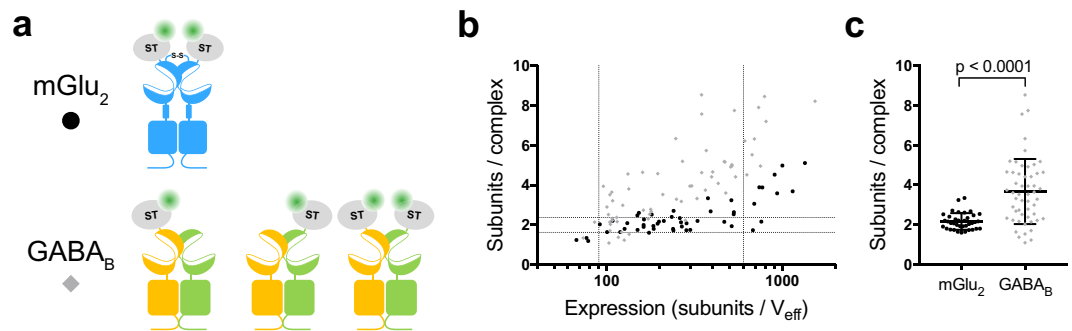 a
ST
ST
S-S
mGlu2
ST
ST
ST
ST
GABAB
b
Subunits / complex
10
8
6
4
2
0
100
1000
Expression (subunits / Veff)
c
Subunits / complex
p < 0.0001
10
8
6
4
2
0
mGlu2
GABAB